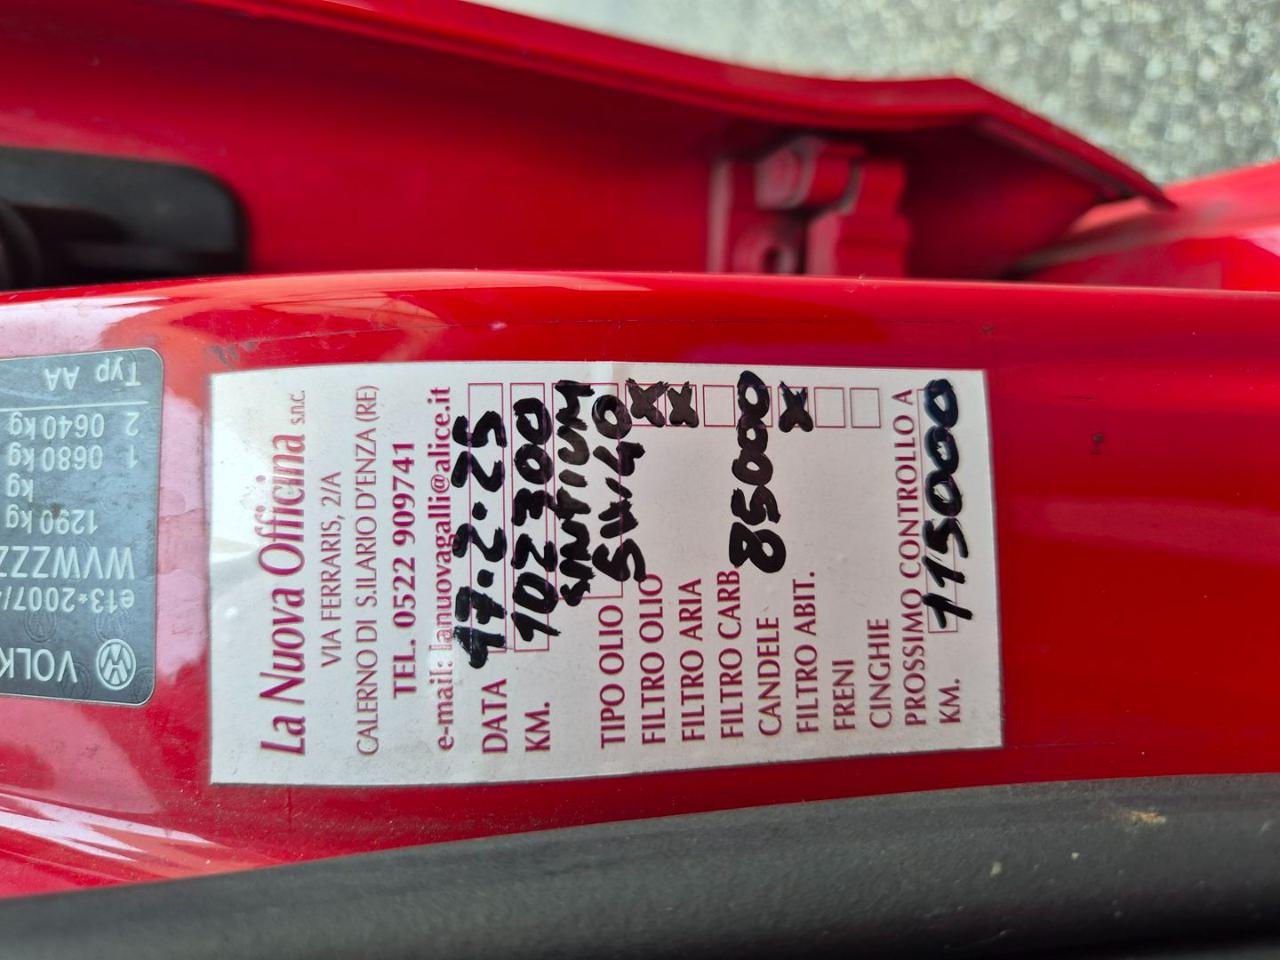 La Nuova Officina s.n.c.
VIA FERRARIS, 2/A
CALERNO DI S.ILARIO D'ENZA (RE)
TEL. 0522 909741
e-mail: lanuovagalli@alice.it
DATA 17.2.25
KM. 102300
SINTIUM
TIPO OLIO 5W40
FILTRO OLIO X
FILTRO ARIA X
FILTRO CARB
CANDELE 85000
FILTRO ABIT. X
FRENI
CINGHIE
PROSSIMO CONTROLLO A
KM. 115000
VOLK
e13*2007/
WVWZZZ
1290 kg
kg
1 0680 kg
2 0640 kg
Typ AA